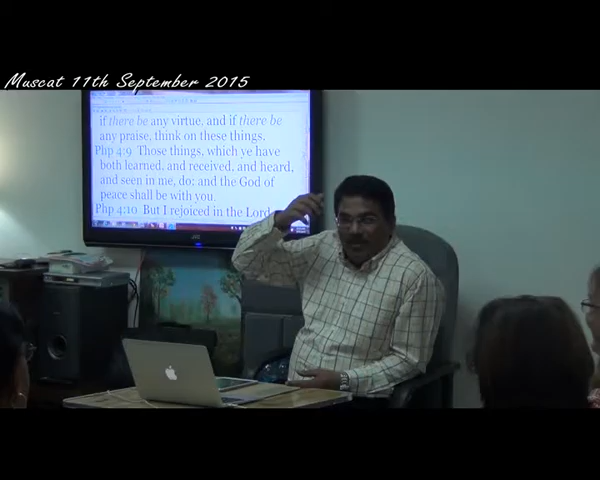 Muscat 11th September 2015
if there be any virtue, and if there be
any praise, think on these things.
Php 4:9 Those things, which ye have
both learned, and received, and heard,
and seen in me, do: and the God of
peace shall be with you.
Php 4:10 But I rejoiced in the Lord